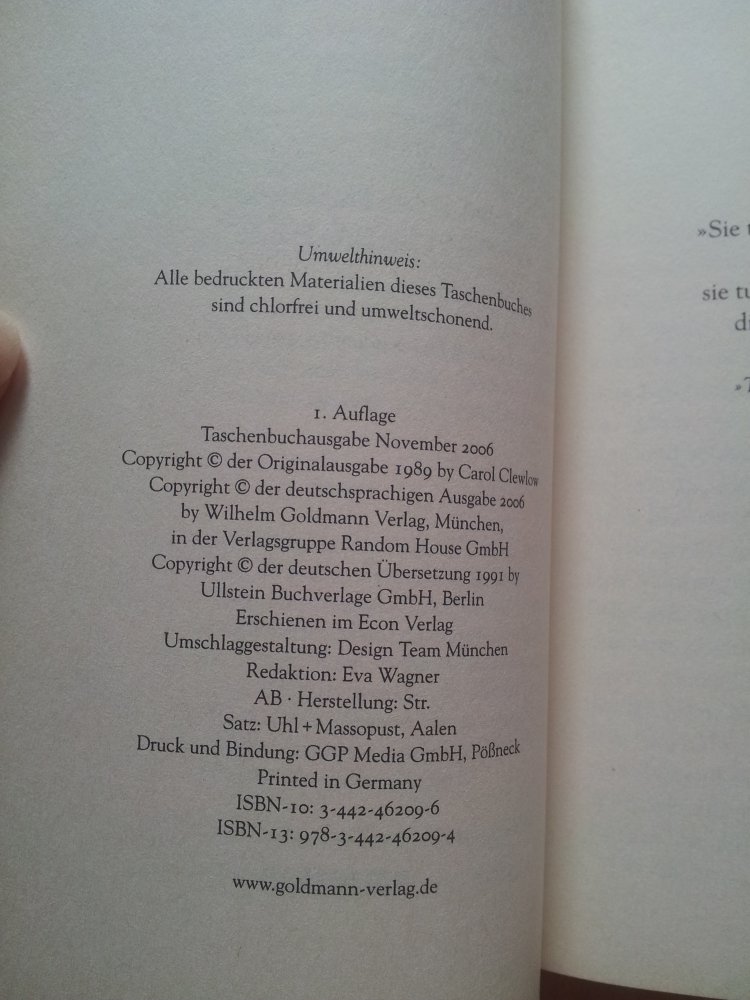 Umwelthinweis:
Alle bedruckten Materialien dieses Taschenbuches
sind chlorfrei und umweltschonend.
1. Auflage
Taschenbuchausgabe November 2006
Copyright © der Originalausgabe 1989 by Carol Clewlow
Copyright © der deutschsprachigen Ausgabe 2006
by Wilhelm Goldmann Verlag, München,
in der Verlagsgruppe Random House GmbH
Copyright © der deutschen Übersetzung 1991 by
Ullstein Buchverlage GmbH, Berlin
Erschienen im Econ Verlag
Umschlaggestaltung: Design Team München
Redaktion: Eva Wagner
AB · Herstellung: Str.
Satz: Uhl + Massopust, Aalen
Druck und Bindung: GGP Media GmbH, Pößneck
Printed in Germany
ISBN-10: 3-442-46209-6
ISBN-13: 978-3-442-46209-4
www.goldmann-verlag.de
»Sie
sie